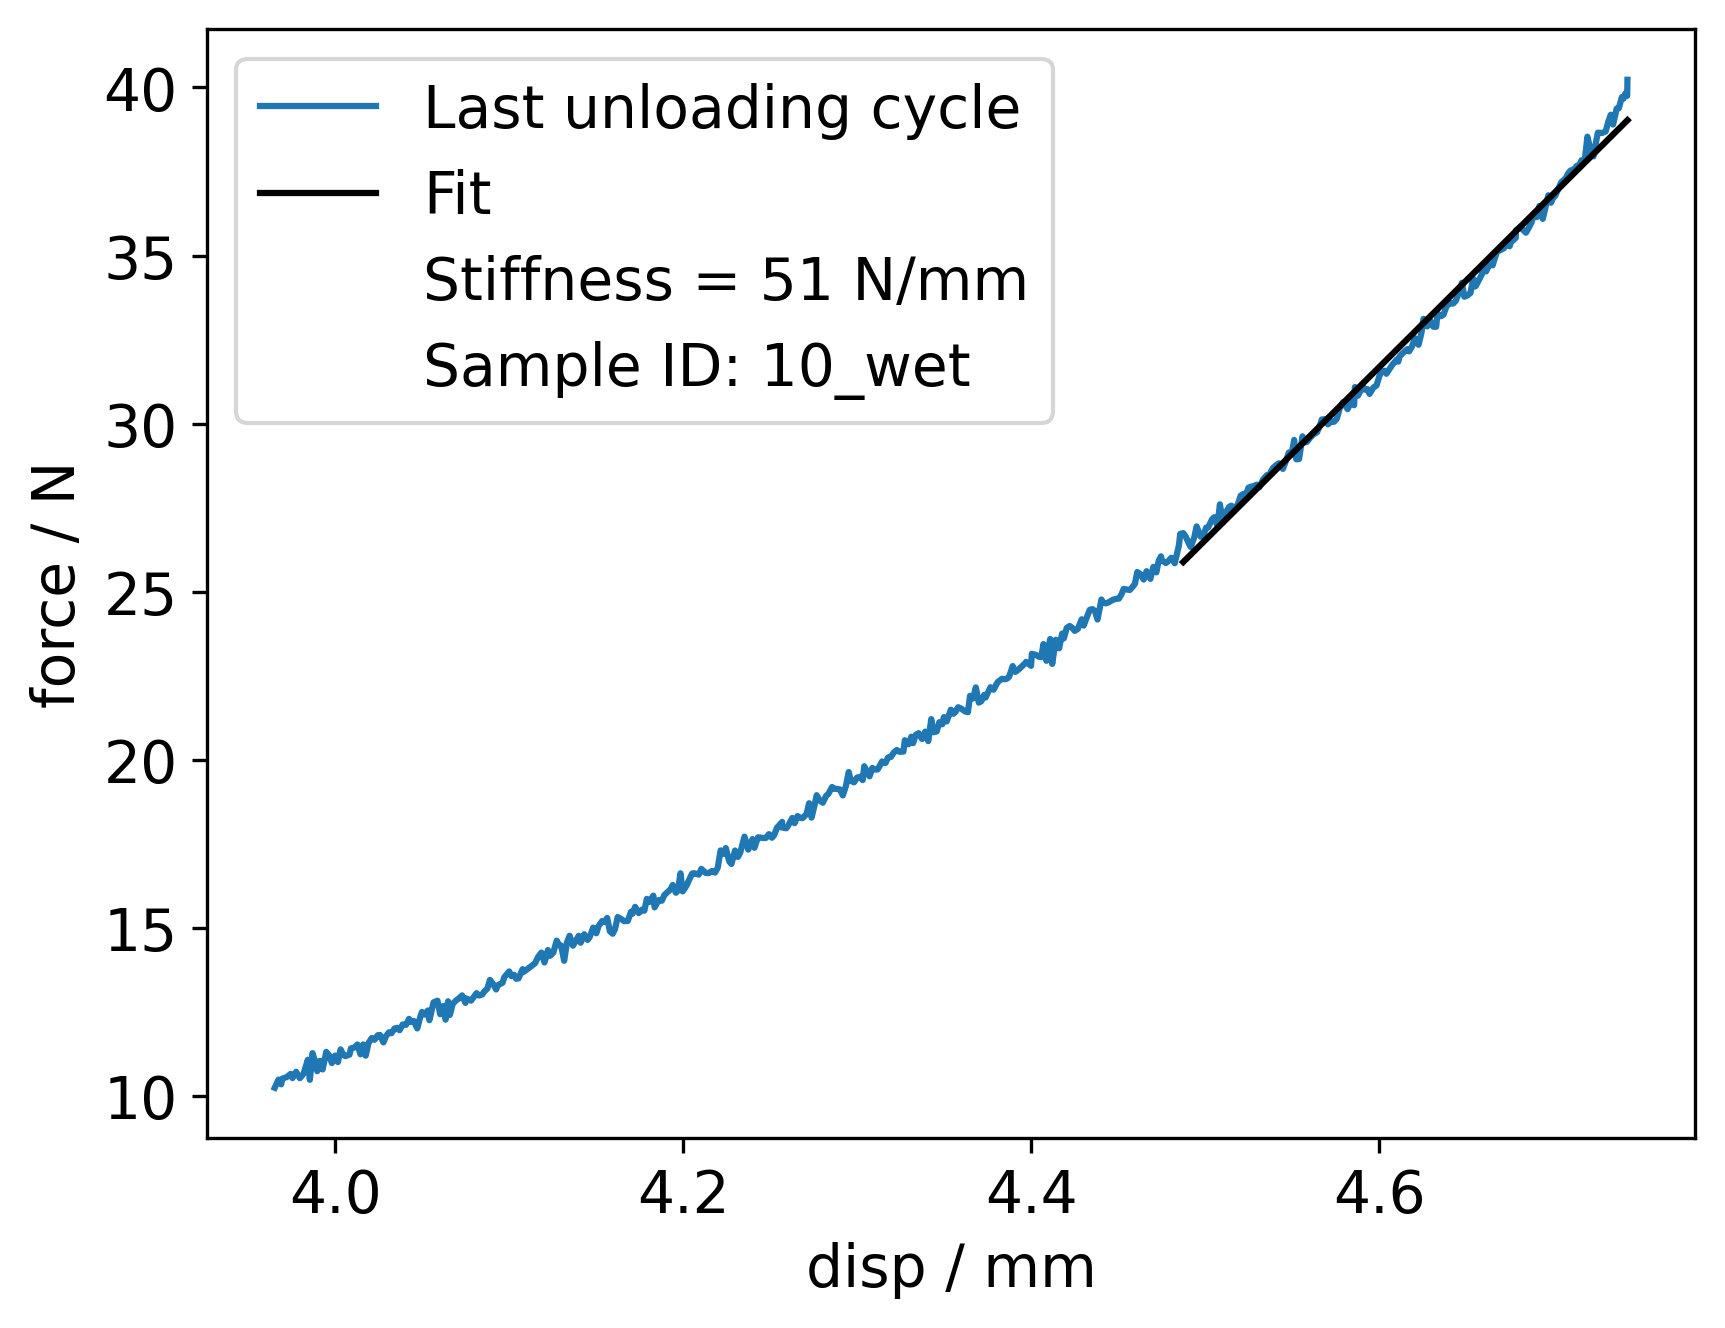 Last unloading cycle
Fit
Stiffness = 51 N/mm
Sample ID: 10_wet
40
35
30
25
20
15
10
force / N
4.0 4.2 4.4 4.6
disp / mm